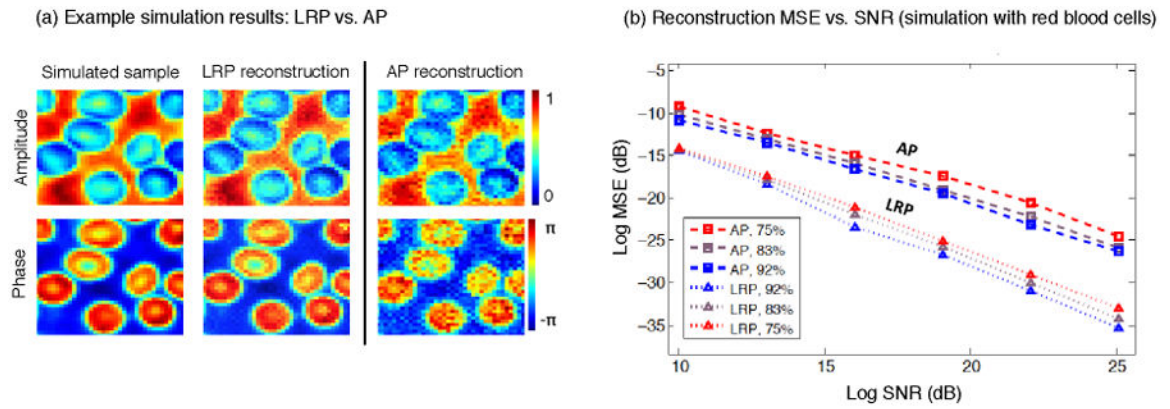 (a) Example simulation results: LRP vs. AP
Simulated sample
LRP reconstruction
AP reconstruction
Amplitude
1
0
Phase
π
-π
(b) Reconstruction MSE vs. SNR (simulation with red blood cells)
Log MSE (dB)
−5
−10
−15
−20
−25
−30
−35
AP
LRP
AP, 75%
AP, 83%
AP, 92%
LRP, 92%
LRP, 83%
LRP, 75%
10
15
20
25
Log SNR (dB)